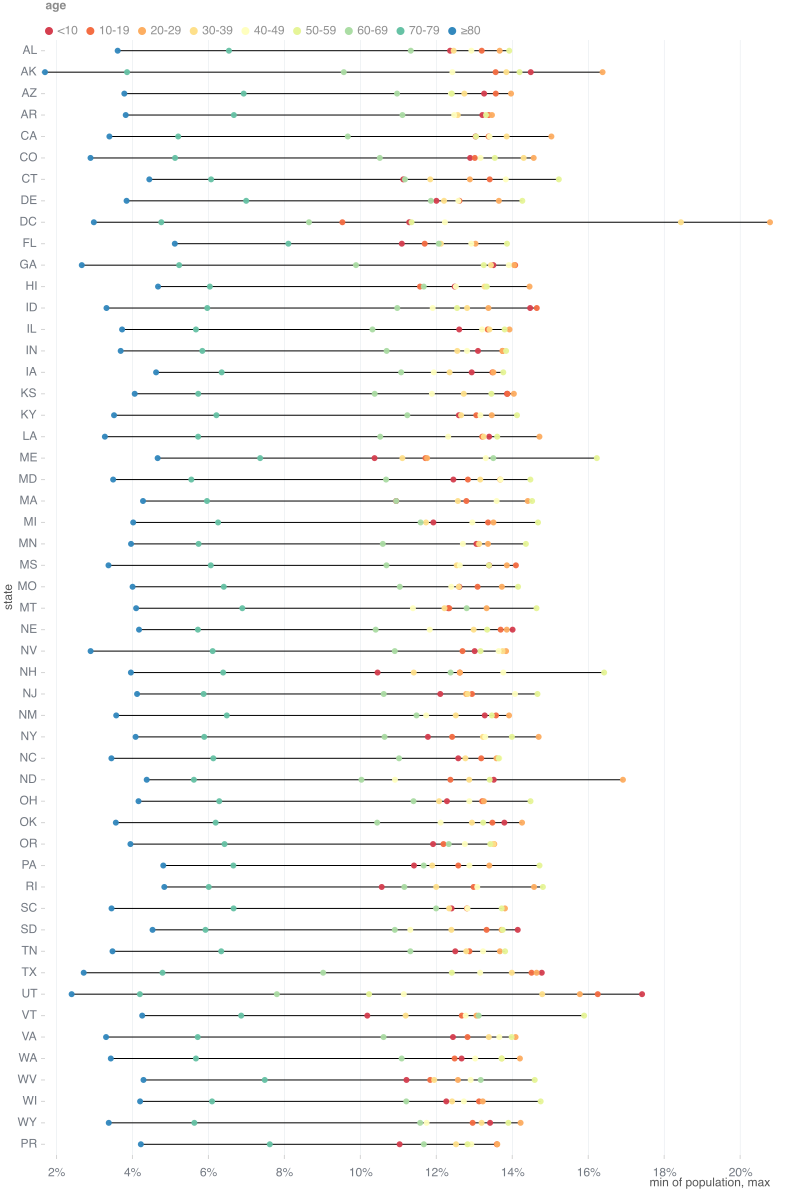 age
<10 10-19 20-29 30-39 40-49 50-59 60-69 70-79 ≥80
AL
AK
AZ
AR
CA
CO
CT
DE
DC
FL
GA
HI
ID
IL
IN
IA
KS
KY
LA
ME
MD
MA
MI
MN
MS
MO
MT
NE
NV
NH
NJ
NM
NY
NC
ND
OH
OK
OR
PA
RI
SC
SD
TN
TX
UT
VT
VA
WA
WV
WI
WY
PR
state
2% 4% 6% 8% 10% 12% 14% 16% 18% 20%
min of population, max